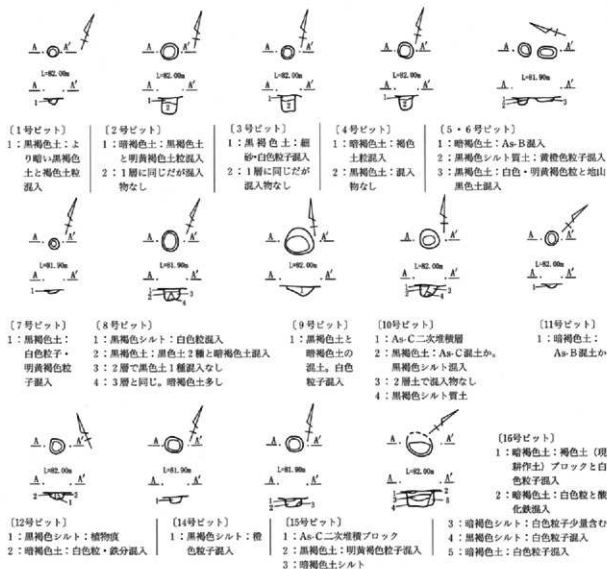 A A' A A' A A' A A' A A'
L=82.00m L=82.00m L=82.00m L=82.00m L=81.90m
A A' A A' A A' A A' A A'
〔1号ピット〕
1：黒褐色土：よ
り暗い黒褐色
土と褐色土粒
混入
〔2号ピット〕
1：暗褐色土：黒褐色土
と明黄褐色土粒混入
2：1層に同じだが混入
物なし
〔3号ピット〕
1：黒褐色土：細
砂・白色粒子混入
2：1層に同じだが
混入物なし
〔4号ピット〕
1：暗褐色土：褐色
土粒混入
2：黒褐色土：混入
物なし
〔5・6号ピット〕
1：暗褐色土：As-B混入
2：黒褐色シルト質土：黄橙色粒子混入
3：黒褐色土：白色・明黄褐色粒と地山
黒色土混入
A A' A A' A A' A A' A A'
L=81.90m L=81.90m L=82.00m L=82.00m L=82.00m
A A' A A' A A' A A' A A'
〔7号ピット〕
1：黒褐色土：
白色粒子・
明黄褐色粒
子混入
〔8号ピット〕
1：黒褐色シルト：白色粒混入
2：黒褐色土：黒色土2種と暗褐色土混入
3：2層で黒色土1種混入なし
4：3層と同じ。暗褐色土多し
〔9号ピット〕
1：黒褐色土と
暗褐色土の
混土。白色
粒子混入
〔10号ピット〕
1：As-C二次堆積層
2：黒褐色土：As-C混土か。
黒褐色シルト混入
3：2層土で混入物なし
4：黒褐色シルト質土
〔11号ピット〕
1：暗褐色土：
As-B混土か
A A' A A' A A' A A'
L=82.00m L=81.90m L=81.90m L=82.00m
A A' A A' A A' A A'
〔12号ピット〕
1：黒褐色シルト：植物痕
2：暗褐色土：白色粒・鉄分混入
〔14号ピット〕
1：黒褐色シルト：橙
色粒子混入
〔15号ピット〕
1：As-C二次堆積ブロック
2：黒褐色土：明黄褐色粒子混入
3：暗褐色土シルト
〔16号ピット〕
1：暗褐色土：褐色土（現
耕作土）ブロックと白
色粒子混入
2：暗褐色土：白色粒と酸
化鉄混入
3：暗褐色シルト：白色粒子少量含む
4：黒褐色シルト：白色粒子混入
5：暗褐色土：白色粒子混入